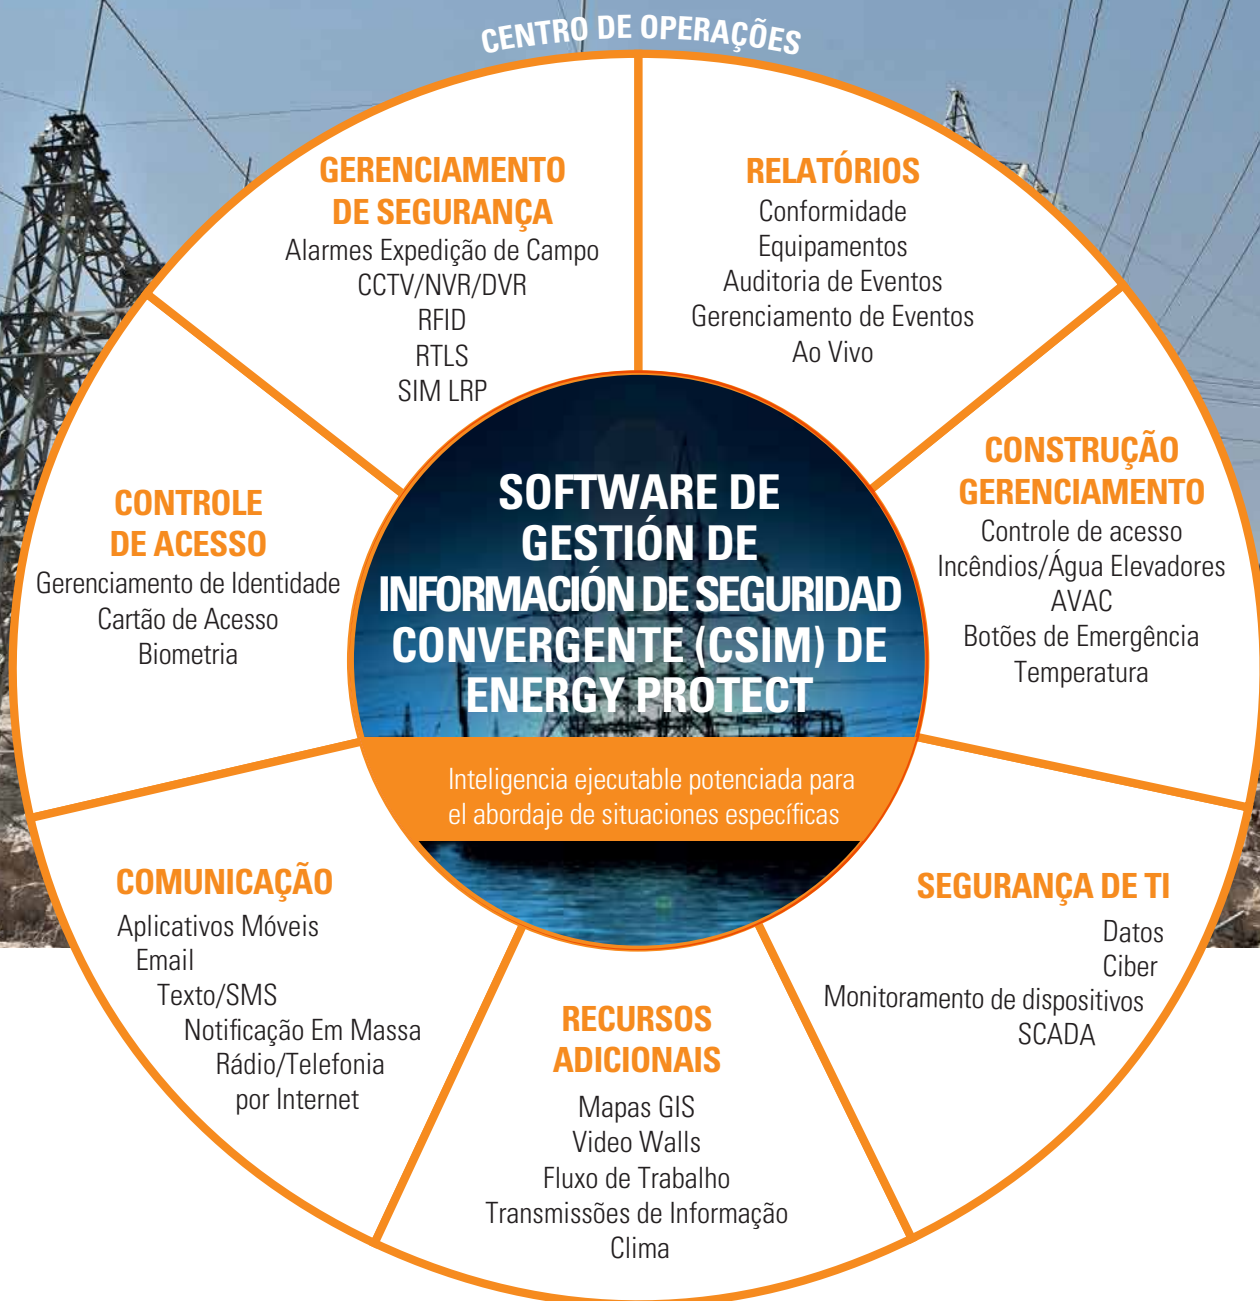 CENTRO DE OPERAÇÕES
GERENCIAMENTO
DE SEGURANÇA
Alarmes Expedição de Campo
CCTV/NVR/DVR
RFID
RTLS
SIM LRP
RELATÓRIOS
Conformidade
Equipamentos
Auditoria de Eventos
Gerenciamento de Eventos
Ao Vivo
CONSTRUÇÃO
GERENCIAMENTO
Controle de acesso
Incêndios/Água Elevadores
AVAC
Botões de Emergência
Temperatura
CONTROLE
DE ACESSO
Gerenciamento de Identidade
Cartão de Acesso
Biometria
SOFTWARE DE
GESTIÓN DE
INFORMACIÓN DE SEGURIDAD
CONVERGENTE (CSIM) DE
ENERGY PROTECT
Inteligencia ejecutable potenciada para
el abordaje de situaciones específicas
COMUNICAÇÃO
Aplicativos Móveis
Email
Texto/SMS
Notificação Em Massa
Rádio/Telefonia
por Internet
RECURSOS
ADICIONAIS
Mapas GIS
Video Walls
Fluxo de Trabalho
Transmissões de Informação
Clima
SEGURANÇA DE TI
Datos
Ciber
Monitoramento de dispositivos
SCADA